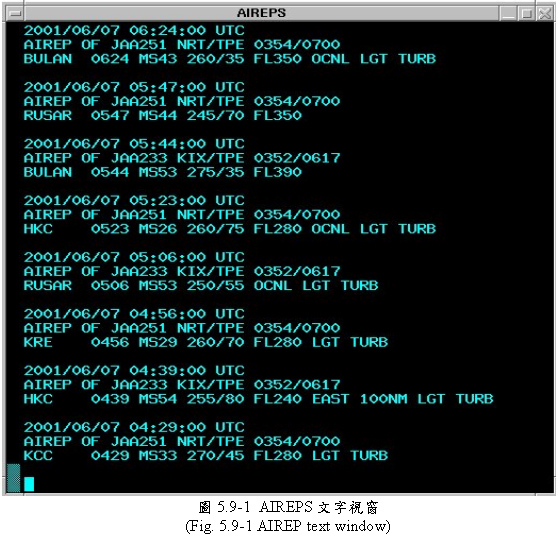 AIREPS
2001/06/07 06:24:00 UTC
AIREP OF JAA251 NRT/TPE 0354/0700
BULAN 0624 MS43 260/35 FL350 OCNL LGT TURB
2001/06/07 05:47:00 UTC
AIREP OF JAA251 NRT/TPE 0354/0700
RUSAR 0547 MS44 245/70 FL350
2001/06/07 05:44:00 UTC
AIREP OF JAA233 KIX/TPE 0352/0617
BULAN 0544 MS53 275/35 FL390
2001/06/07 05:23:00 UTC
AIREP OF JAA251 NRT/TPE 0354/0700
HKC 0523 MS26 260/75 FL280 OCNL LGT TURB
2001/06/07 05:06:00 UTC
AIREP OF JAA233 KIX/TPE 0352/0617
RUSAR 0506 MS53 250/55 OCNL LGT TURB
2001/06/07 04:56:00 UTC
AIREP OF JAA251 NRT/TPE 0354/0700
KRE 0456 MS29 260/70 FL280 LGT TURB
2001/06/07 04:39:00 UTC
AIREP OF JAA233 KIX/TPE 0352/0617
HKC 0439 MS54 255/80 FL240 EAST 100NM LGT TURB
2001/06/07 04:29:00 UTC
AIREP OF JAA251 NRT/TPE 0354/0700
KCC 0429 MS33 270/45 FL280 LGT TURB
圖 5.9-1 AIREPS 文字視窗
(Fig. 5.9-1 AIREP text window)